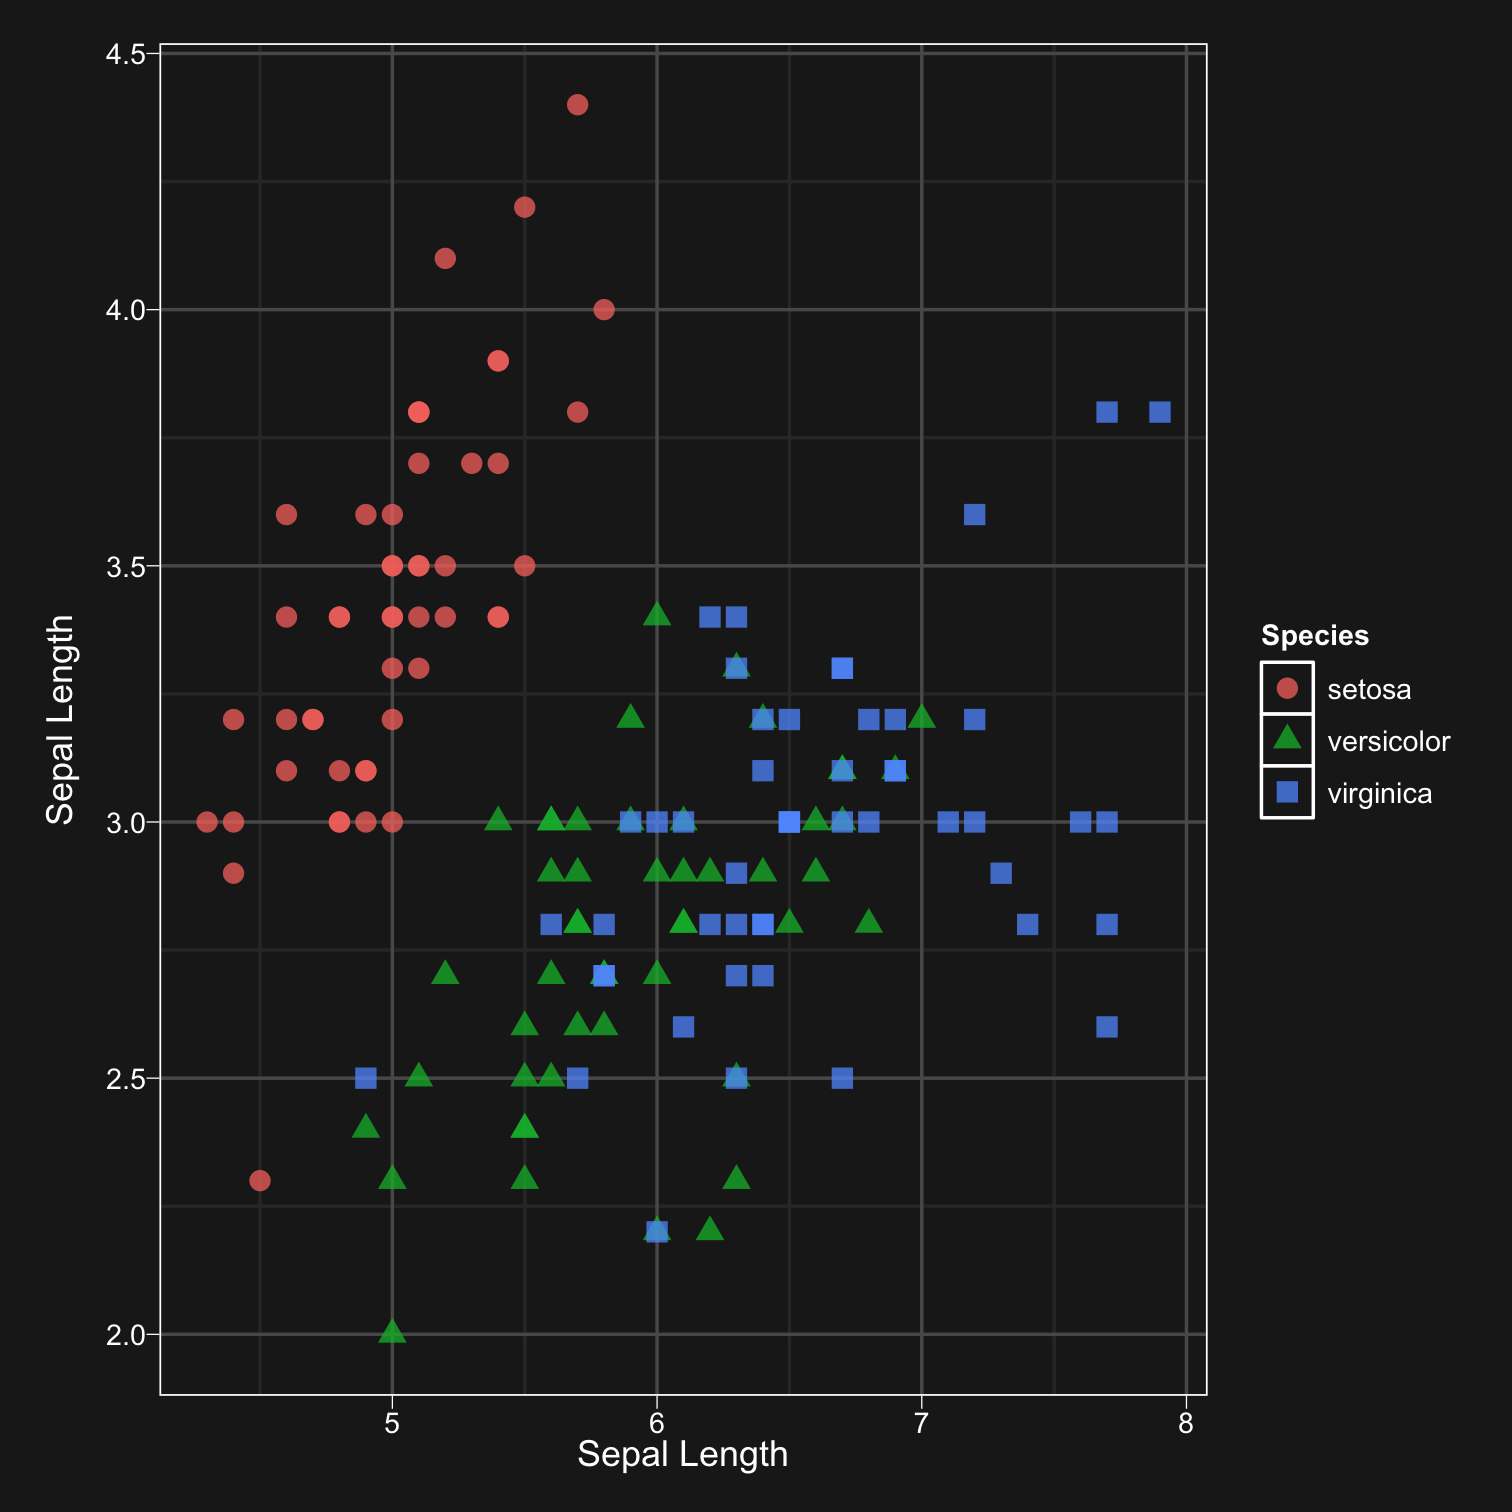 4.5
4.0
3.5
3.0
2.5
2.0
Sepal Length
5 6 7 8
Sepal Length
Species
setosa
versicolor
virginica